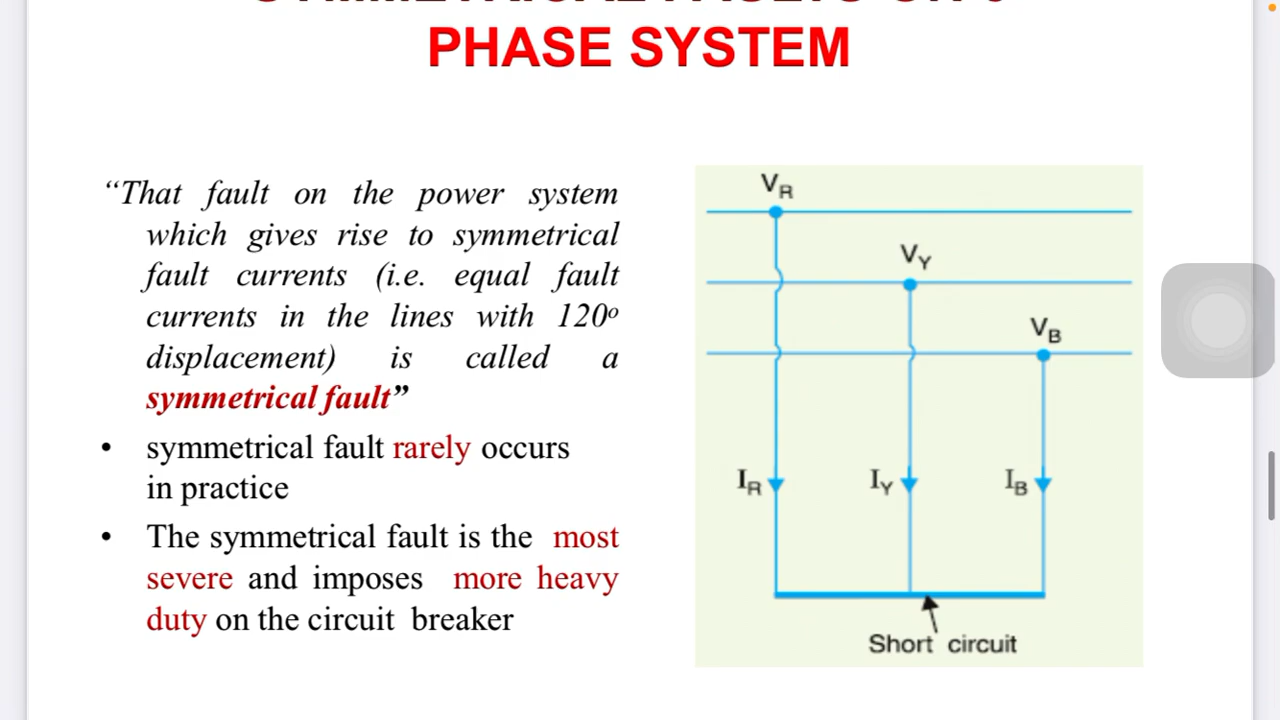 PHASE SYSTEM
“That fault on the power system
which gives rise to symmetrical
fault currents (i.e. equal fault
currents in the lines with 120º
displacement) is called a
symmetrical fault”
• symmetrical fault rarely occurs
in practice
• The symmetrical fault is the most
severe and imposes more heavy
duty on the circuit breaker
VR
VY
VB
IR
IY
IB
Short circuit